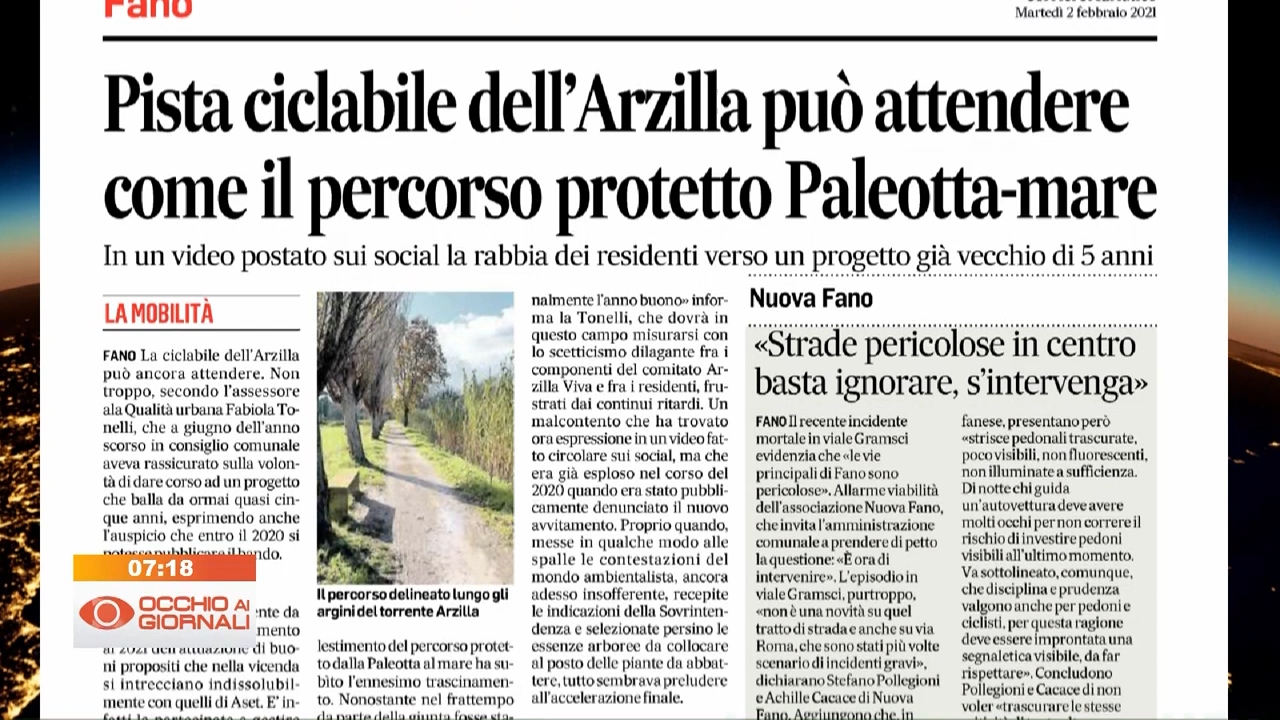 Fano
Martedì 2 febbraio 2021
Pista ciclabile dell'Arzilla può attendere
come il percorso protetto Paleotta-mare
In un video postato sui social la rabbia dei residenti verso un progetto già vecchio di 5 anni
LA MOBILITÀ
FANO La ciclabile dell'Arzilla
può ancora attendere. Non
troppo, secondo l'assessore
ala Qualità urbana Fabiola To-
nelli, che a giugno dell'anno
scorso in consiglio comunale
aveva rassicurato sulla volon-
tà di dare corso ad un progetto
che balla da ormai quasi cin-
que anni, esprimendo anche
l'auspicio che entro il 2020 si
potesse pubblicare il bando.
07:18
OCCHIO AI
GIORNALI
nte da
mento
al 2021 dell'attuazione di buo-
ni propositi che nella vicenda
si intrecciano indissolubil-
mente con quelli di Aset. E' in-
Il percorso delineato lungo gli
argini del torrente Arzilla
lestimento del percorso protet-
to dalla Paleotta al mare ha su-
bìto l'ennesimo trascinamen-
to. Nonostante nel frattempo
da parte della giunta fosse sta-
nalmente l'anno buono» infor-
ma la Tonelli, che dovrà in
questo campo misurarsi con
lo scetticismo dilagante fra i
componenti del comitato Ar-
zilla Viva e fra i residenti, fru-
strati dai continui ritardi. Un
malcontento che ha trovato
ora espressione in un video fat-
to circolare sui social, ma che
era già esploso nel corso del
2020 quando era stato pubbli-
camente denunciato il nuovo
avvitamento. Proprio quando,
messe in qualche modo alle
spalle le contestazioni del
mondo ambientalista, ancora
adesso insofferente, recepite
le indicazioni della Sovrinten-
denza e selezionate persino le
essenze arboree da collocare
al posto delle piante da abbat-
tere, tutto sembrava preludere
all'accelerazione finale.
Nuova Fano
«Strade pericolose in centro
basta ignorare, s'intervenga»
FANO Il recente incidente
mortale in viale Gramsci
evidenzia che «le vie
principali di Fano sono
pericolose». Allarme viabilità
dell'associazione Nuova Fano,
che invita l'amministrazione
comunale a prendere di petto
la questione: «È ora di
intervenire». L'episodio in
viale Gramsci, purtroppo,
«non è una novità su quel
tratto di strada e anche su via
Roma, che sono stati più volte
scenario di incidenti gravi»,
dichiarano Stefano Pollegioni
e Achille Cacace di Nuova
Fano. Aggiungono che, in
fanese, presentano però
«strisce pedonali trascurate,
poco visibili, non fluorescenti,
non illuminate a sufficienza.
Di notte chi guida
un'autovettura deve avere
molti occhi per non correre il
rischio di investire pedoni
visibili all'ultimo momento.
Va sottolineato, comunque,
che disciplina e prudenza
valgono anche per pedoni e
ciclisti, per questa ragione
deve essere improntata una
segnaletica visibile, da far
rispettare». Concludono
Pollegioni e Cacace di non
voler «trascurare le stesse